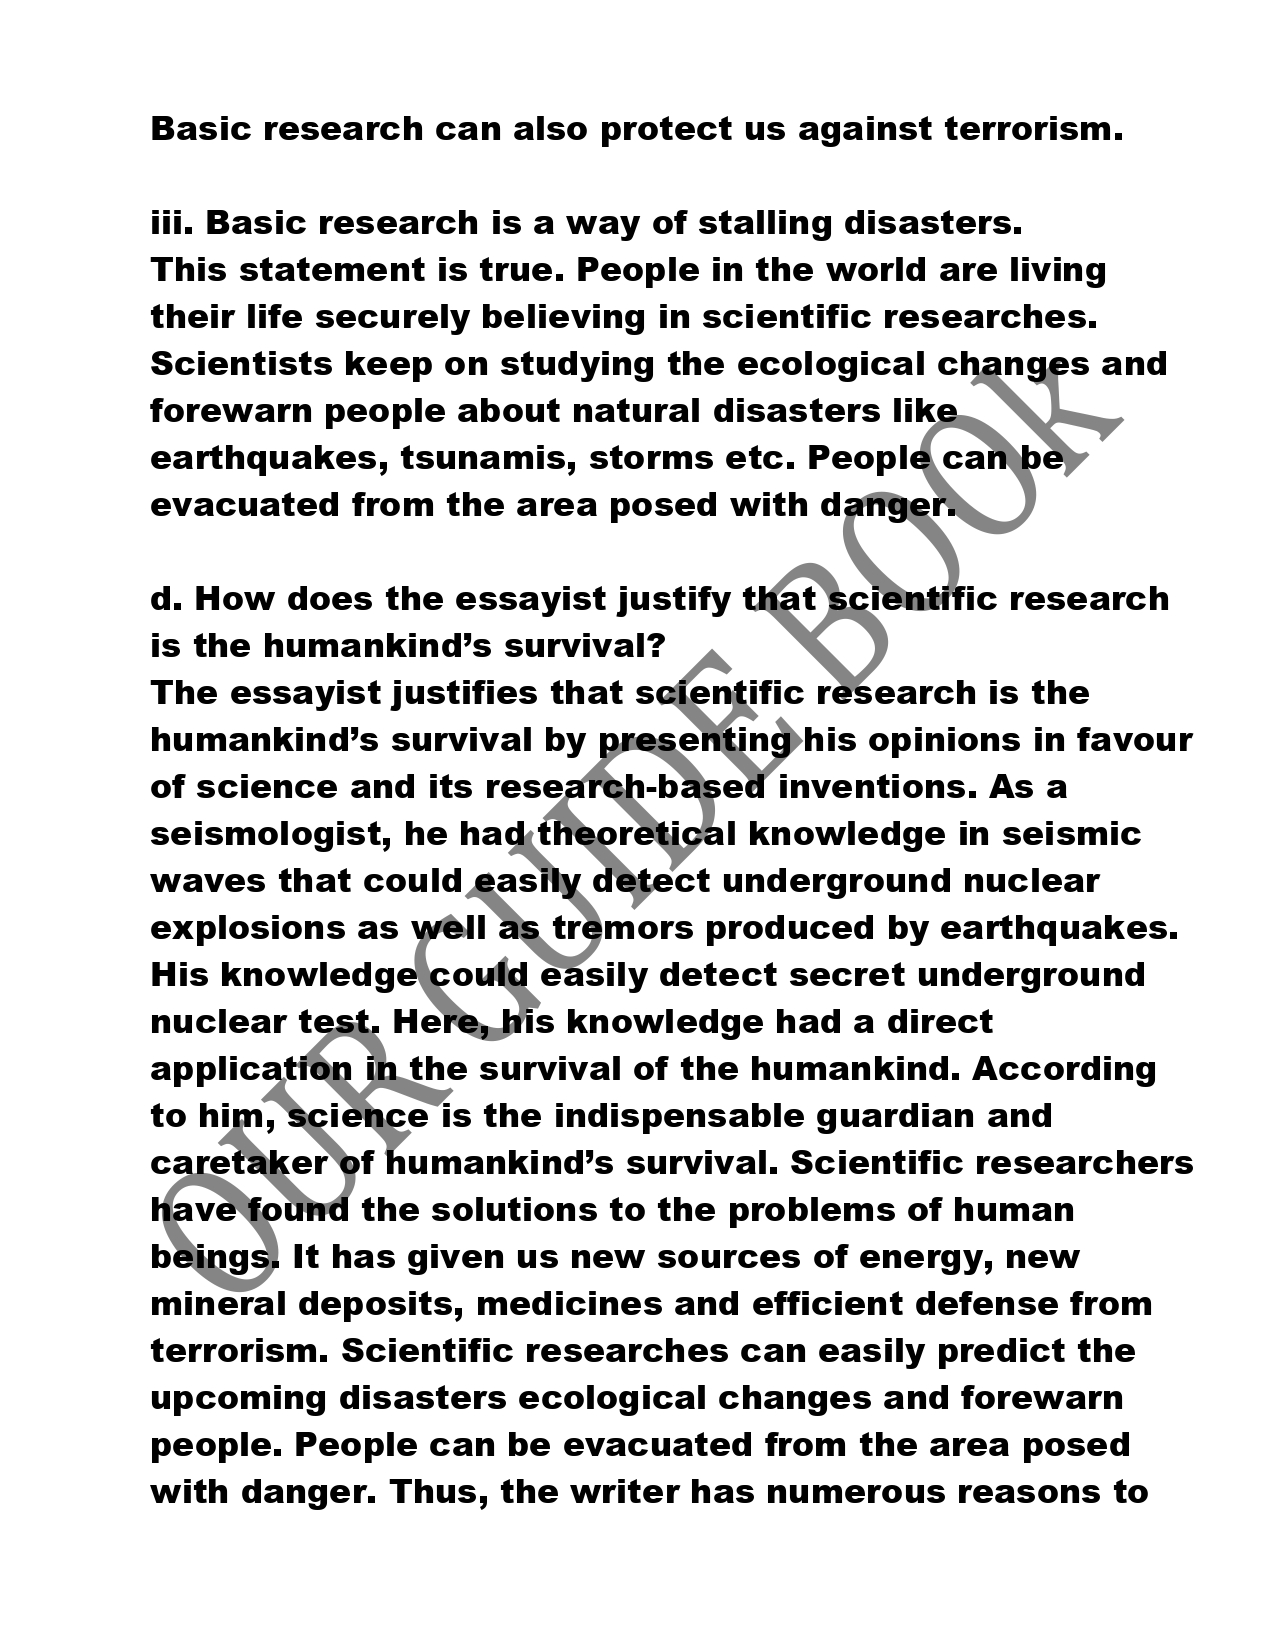 Basic research can also protect us against terrorism.
iii. Basic research is a way of stalling disasters.
This statement is true. People in the world are living
their life securely believing in scientific researches.
Scientists keep on studying the ecological changes and
forewarn people about natural disasters like
earthquakes, tsunamis, storms etc. People can be
evacuated from the area posed with danger.
d. How does the essayist justify that scientific research
is the humankind’s survival?
The essayist justifies that scientific research is the
humankind’s survival by presenting his opinions in favour
of science and its research-based inventions. As a
seismologist, he had theoretical knowledge in seismic
waves that could easily detect underground nuclear
explosions as well as tremors produced by earthquakes.
His knowledge could easily detect secret underground
nuclear test. Here, his knowledge had a direct
application in the survival of the humankind. According
to him, science is the indispensable guardian and
caretaker of humankind’s survival. Scientific researchers
have found the solutions to the problems of human
beings. It has given us new sources of energy, new
mineral deposits, medicines and efficient defense from
terrorism. Scientific researches can easily predict the
upcoming disasters ecological changes and forewarn
people. People can be evacuated from the area posed
with danger. Thus, the writer has numerous reasons to
OUR GUIDE BOOk